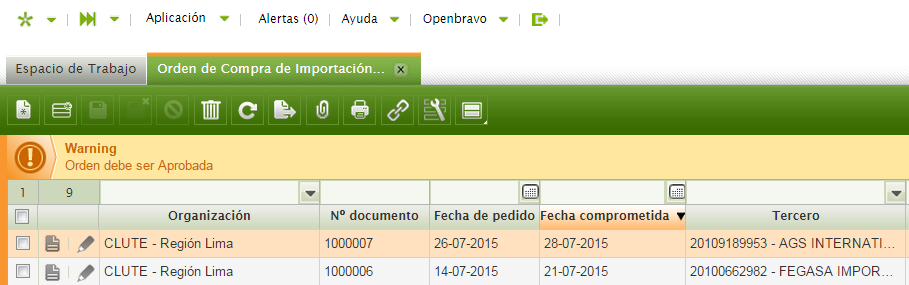 Aplicación Alertas (0) Ayuda Openbravo
Espacio de Trabajo Orden de Compra de Importación... x
Warning
Orden debe ser Aprobada
1 9
Organización Nº documento Fecha de pedido Fecha comprometida Tercero
CLUTE - Región Lima 1000007 26-07-2015 28-07-2015 20109189953 - AGS INTERNATI...
CLUTE - Región Lima 1000006 14-07-2015 21-07-2015 20100662982 - FEGASA IMPOR...